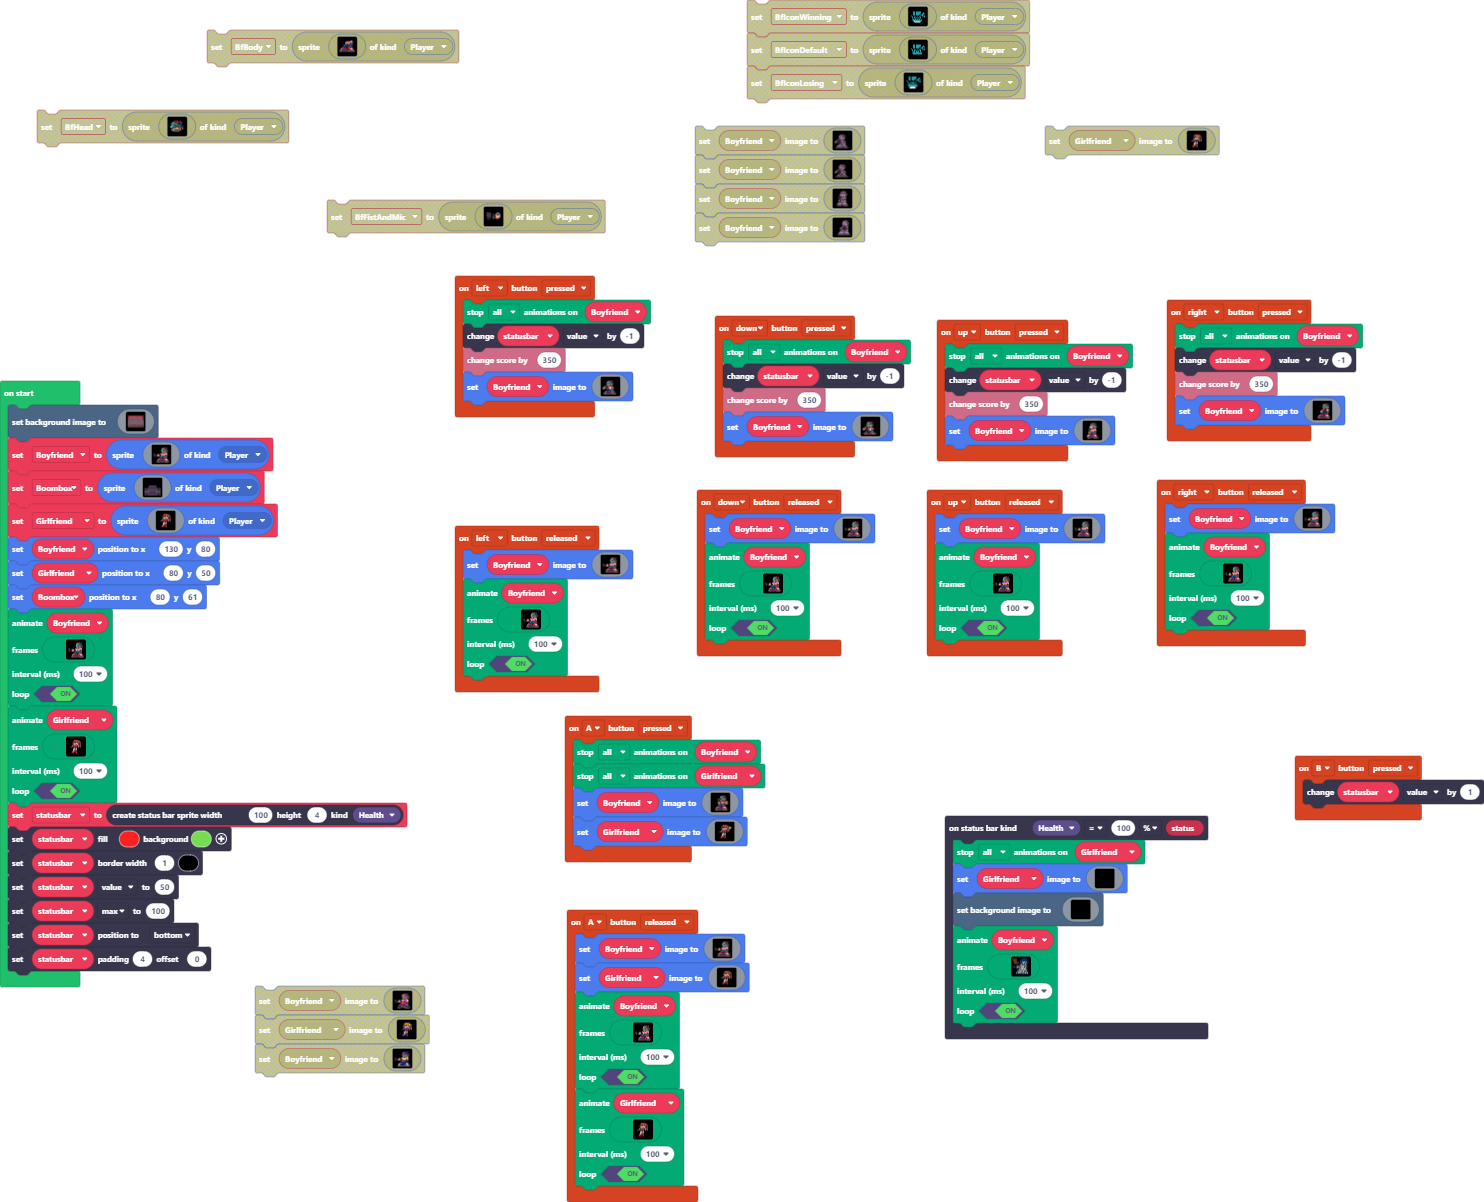 set BfBody to sprite of kind Player
set BfHead to sprite of kind Player
set BfFistAndMic to sprite of kind Player
set BfIconWinning to sprite of kind Player
set BfIconDefault to sprite of kind Player
set BfIconLosing to sprite of kind Player
set Boyfriend image to
set Boyfriend image to
set Boyfriend image to
set Boyfriend image to
set Girlfriend image to
on start
set background image to
set Boyfriend to sprite of kind Player
set Boombox to sprite of kind Player
set Girlfriend to sprite of kind Player
set Boyfriend position to x 130 y 80
set Girlfriend position to x 80 y 50
set Boombox position to x 80 y 61
animate Boyfriend
frames
interval (ms) 100
loop ON
animate Girlfriend
frames
interval (ms) 100
loop ON
set statusbar to create status bar sprite width 100 height 4 kind Health
set statusbar fill background
set statusbar border width 1
set statusbar value to 50
set statusbar max to 100
set statusbar position to bottom
set statusbar padding 4 offset 0
set Boyfriend image to
set Girlfriend image to
set Boyfriend image to
on left button pressed
stop all animations on Boyfriend
change statusbar value by -1
change score by 350
set Boyfriend image to
on down button pressed
stop all animations on Boyfriend
change statusbar value by -1
change score by 350
set Boyfriend image to
on up button pressed
stop all animations on Boyfriend
change statusbar value by -1
change score by 350
set Boyfriend image to
on right button pressed
stop all animations on Boyfriend
change statusbar value by -1
change score by 350
set Boyfriend image to
on left button released
set Boyfriend image to
animate Boyfriend
frames
interval (ms) 100
loop ON
on down button released
set Boyfriend image to
animate Boyfriend
frames
interval (ms) 100
loop ON
on up button released
set Boyfriend image to
animate Boyfriend
frames
interval (ms) 100
loop ON
on right button released
set Boyfriend image to
animate Boyfriend
frames
interval (ms) 100
loop ON
on A button pressed
stop all animations on Boyfriend
stop all animations on Girlfriend
set Boyfriend image to
set Girlfriend image to
on A button released
set Boyfriend image to
set Girlfriend image to
animate Boyfriend
frames
interval (ms) 100
loop ON
animate Girlfriend
frames
interval (ms) 100
loop ON
on B button pressed
change statusbar value by 1
on status bar kind Health = 100 % status
stop all animations on Girlfriend
set Girlfriend image to
set background image to
animate Boyfriend
frames
interval (ms) 100
loop ON